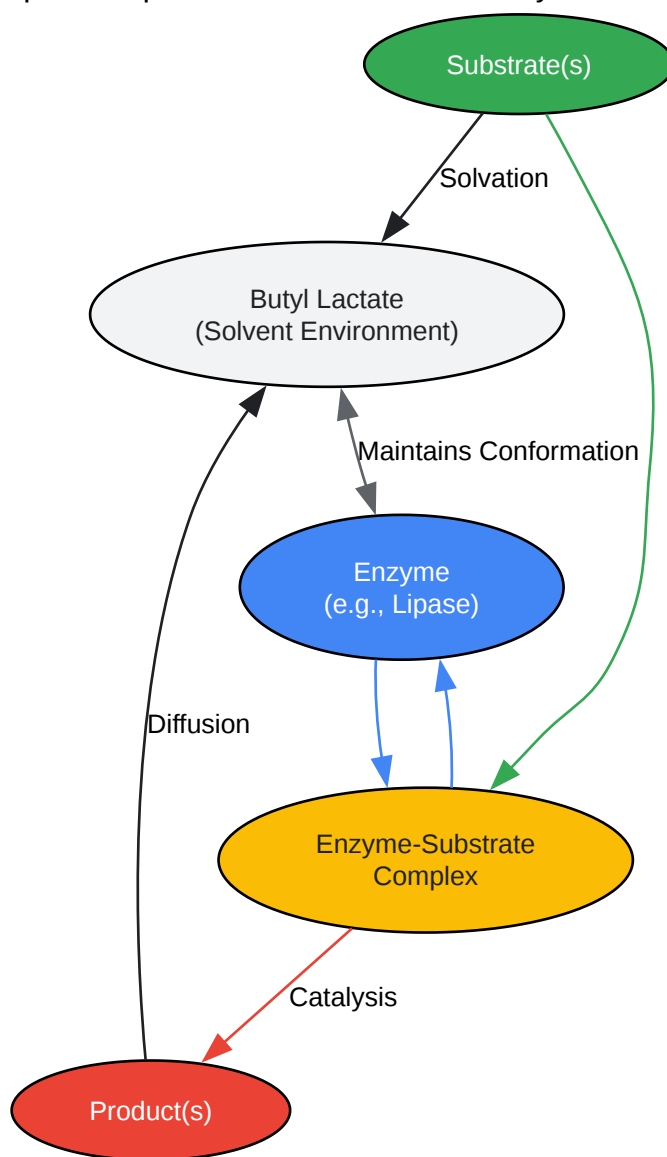 Substrate(s)
Solvation
Butyl Lactate
(Solvent Environment)
Maintains Conformation
Enzyme
(e.g., Lipase)
Diffusion
Enzyme-Substrate
Complex
Catalysis
Product(s)